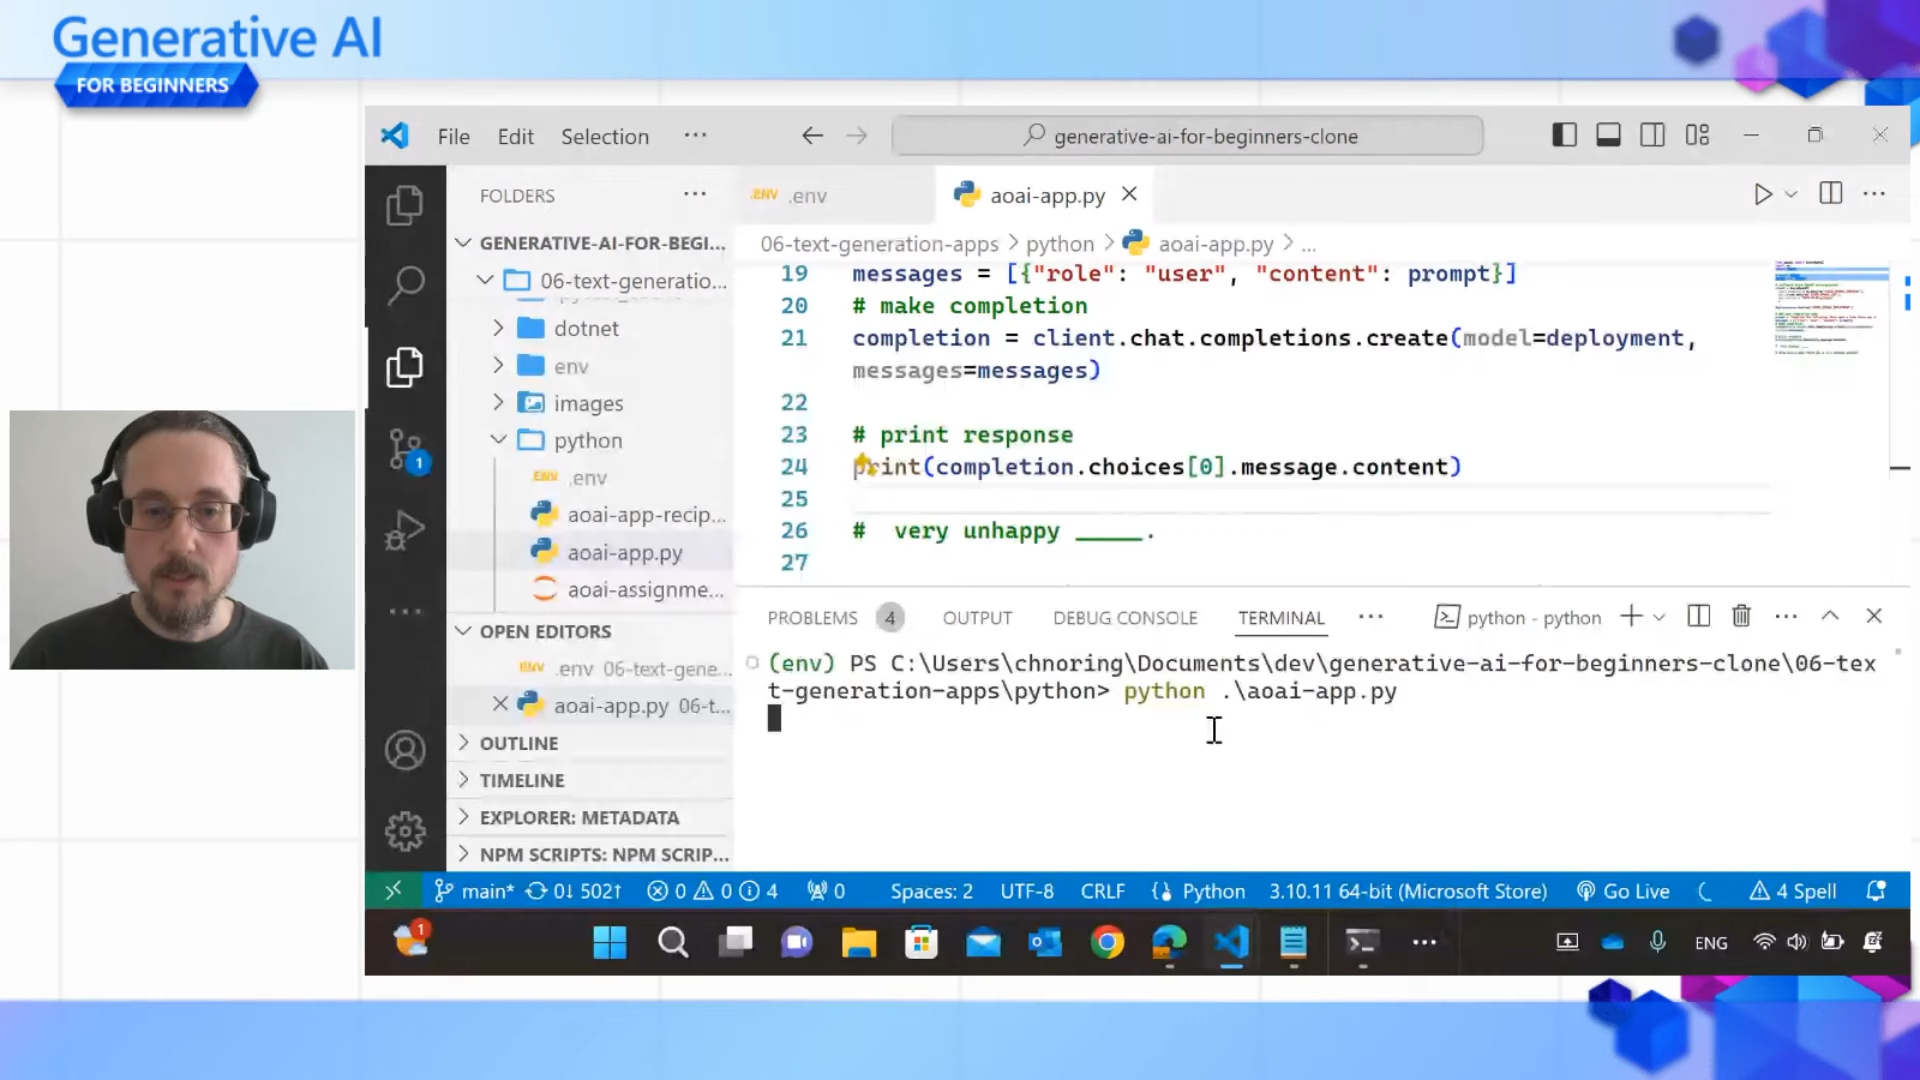 Generative AI
FOR BEGINNERS
File Edit Selection ··· generative-ai-for-beginners-clone
FOLDERS ···
GENERATIVE-AI-FOR-BEGI...
06-text-generatio...
dotnet
env
images
python
.ENV .env
aoai-app-recip...
aoai-app.py
aoai-assignme...
OPEN EDITORS
.ENV .env 06-text-gene...
aoai-app.py 06-t...
OUTLINE
TIMELINE
EXPLORER: METADATA
NPM SCRIPTS: NPM SCRIP...
1
.ENV .env aoai-app.py
06-text-generation-apps > python > aoai-app.py > ...
19 messages = [{"role": "user", "content": prompt}]
20 # make completion
21 completion = client.chat.completions.create(model=deployment,
messages=messages)
22
23 # print response
24 print(completion.choices[0].message.content)
25
26 #  very unhappy _____.
27
PROBLEMS 4 OUTPUT DEBUG CONSOLE TERMINAL ··· python - python
(env) PS C:\Users\chnoring\Documents\dev\generative-ai-for-beginners-clone\06-tex
t-generation-apps\python> python .\aoai-app.py
main* 0↓ 502↑ 0 0 4 0 Spaces: 2 UTF-8 CRLF Python 3.10.11 64-bit (Microsoft Store) Go Live 4 Spell
1 ENG